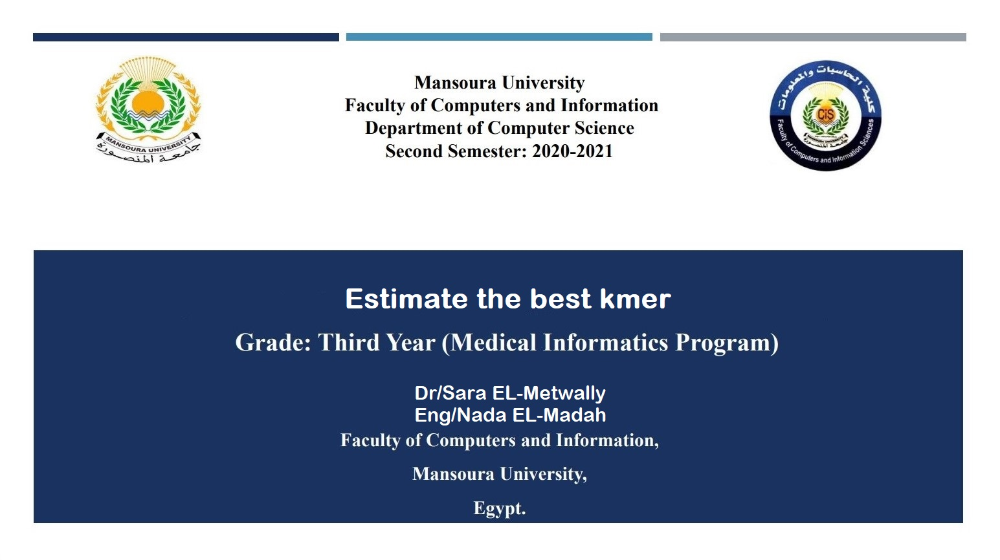 Mansoura University
Faculty of Computers and Information
Department of Computer Science
Second Semester: 2020-2021
MANSOURA UNIVERSITY
جامعة المنصورة
كلية الحاسبات والمعلومات
CiS
MANSOURA UNIVERSITY
جامعة المنصورة
Faculty of Computers and Information Sciences
Estimate the best kmer
Grade: Third Year (Medical Informatics Program)
Dr/Sara EL-Metwally
Eng/Nada EL-Madah
Faculty of Computers and Information,
Mansoura University,
Egypt.